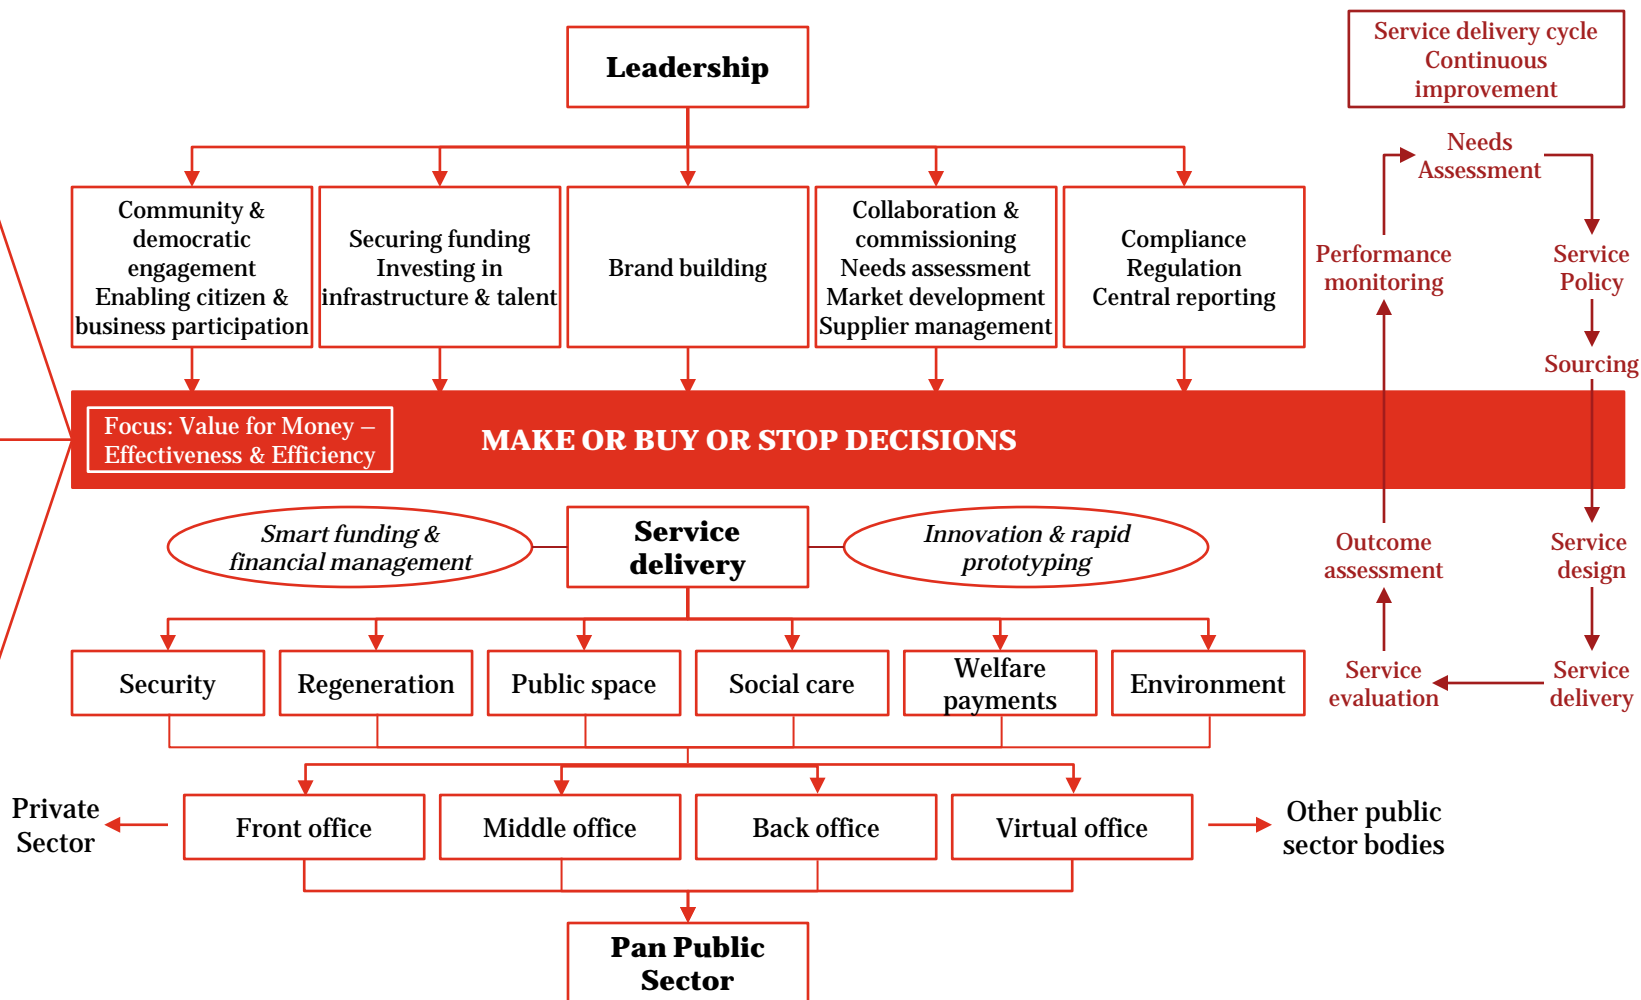 Leadership
Service delivery cycle
Continuous
improvement
Community &
democratic
engagement
Enabling citizen &
business participation
Securing funding
Investing in
infrastructure & talent
Brand building
Collaboration &
commissioning
Needs assessment
Market development
Supplier management
Compliance
Regulation
Central reporting
Needs
Assessment
Service
Policy
Sourcing
Service
design
Service
delivery
Service
evaluation
Outcome
assessment
Performance
monitoring
Focus: Value for Money –
Effectiveness & Efficiency
MAKE OR BUY OR STOP DECISIONS
Smart funding &
financial management
Service
delivery
Innovation & rapid
prototyping
Security
Regeneration
Public space
Social care
Welfare
payments
Environment
Private
Sector
Front office
Middle office
Back office
Virtual office
Other public
sector bodies
Pan Public
Sector